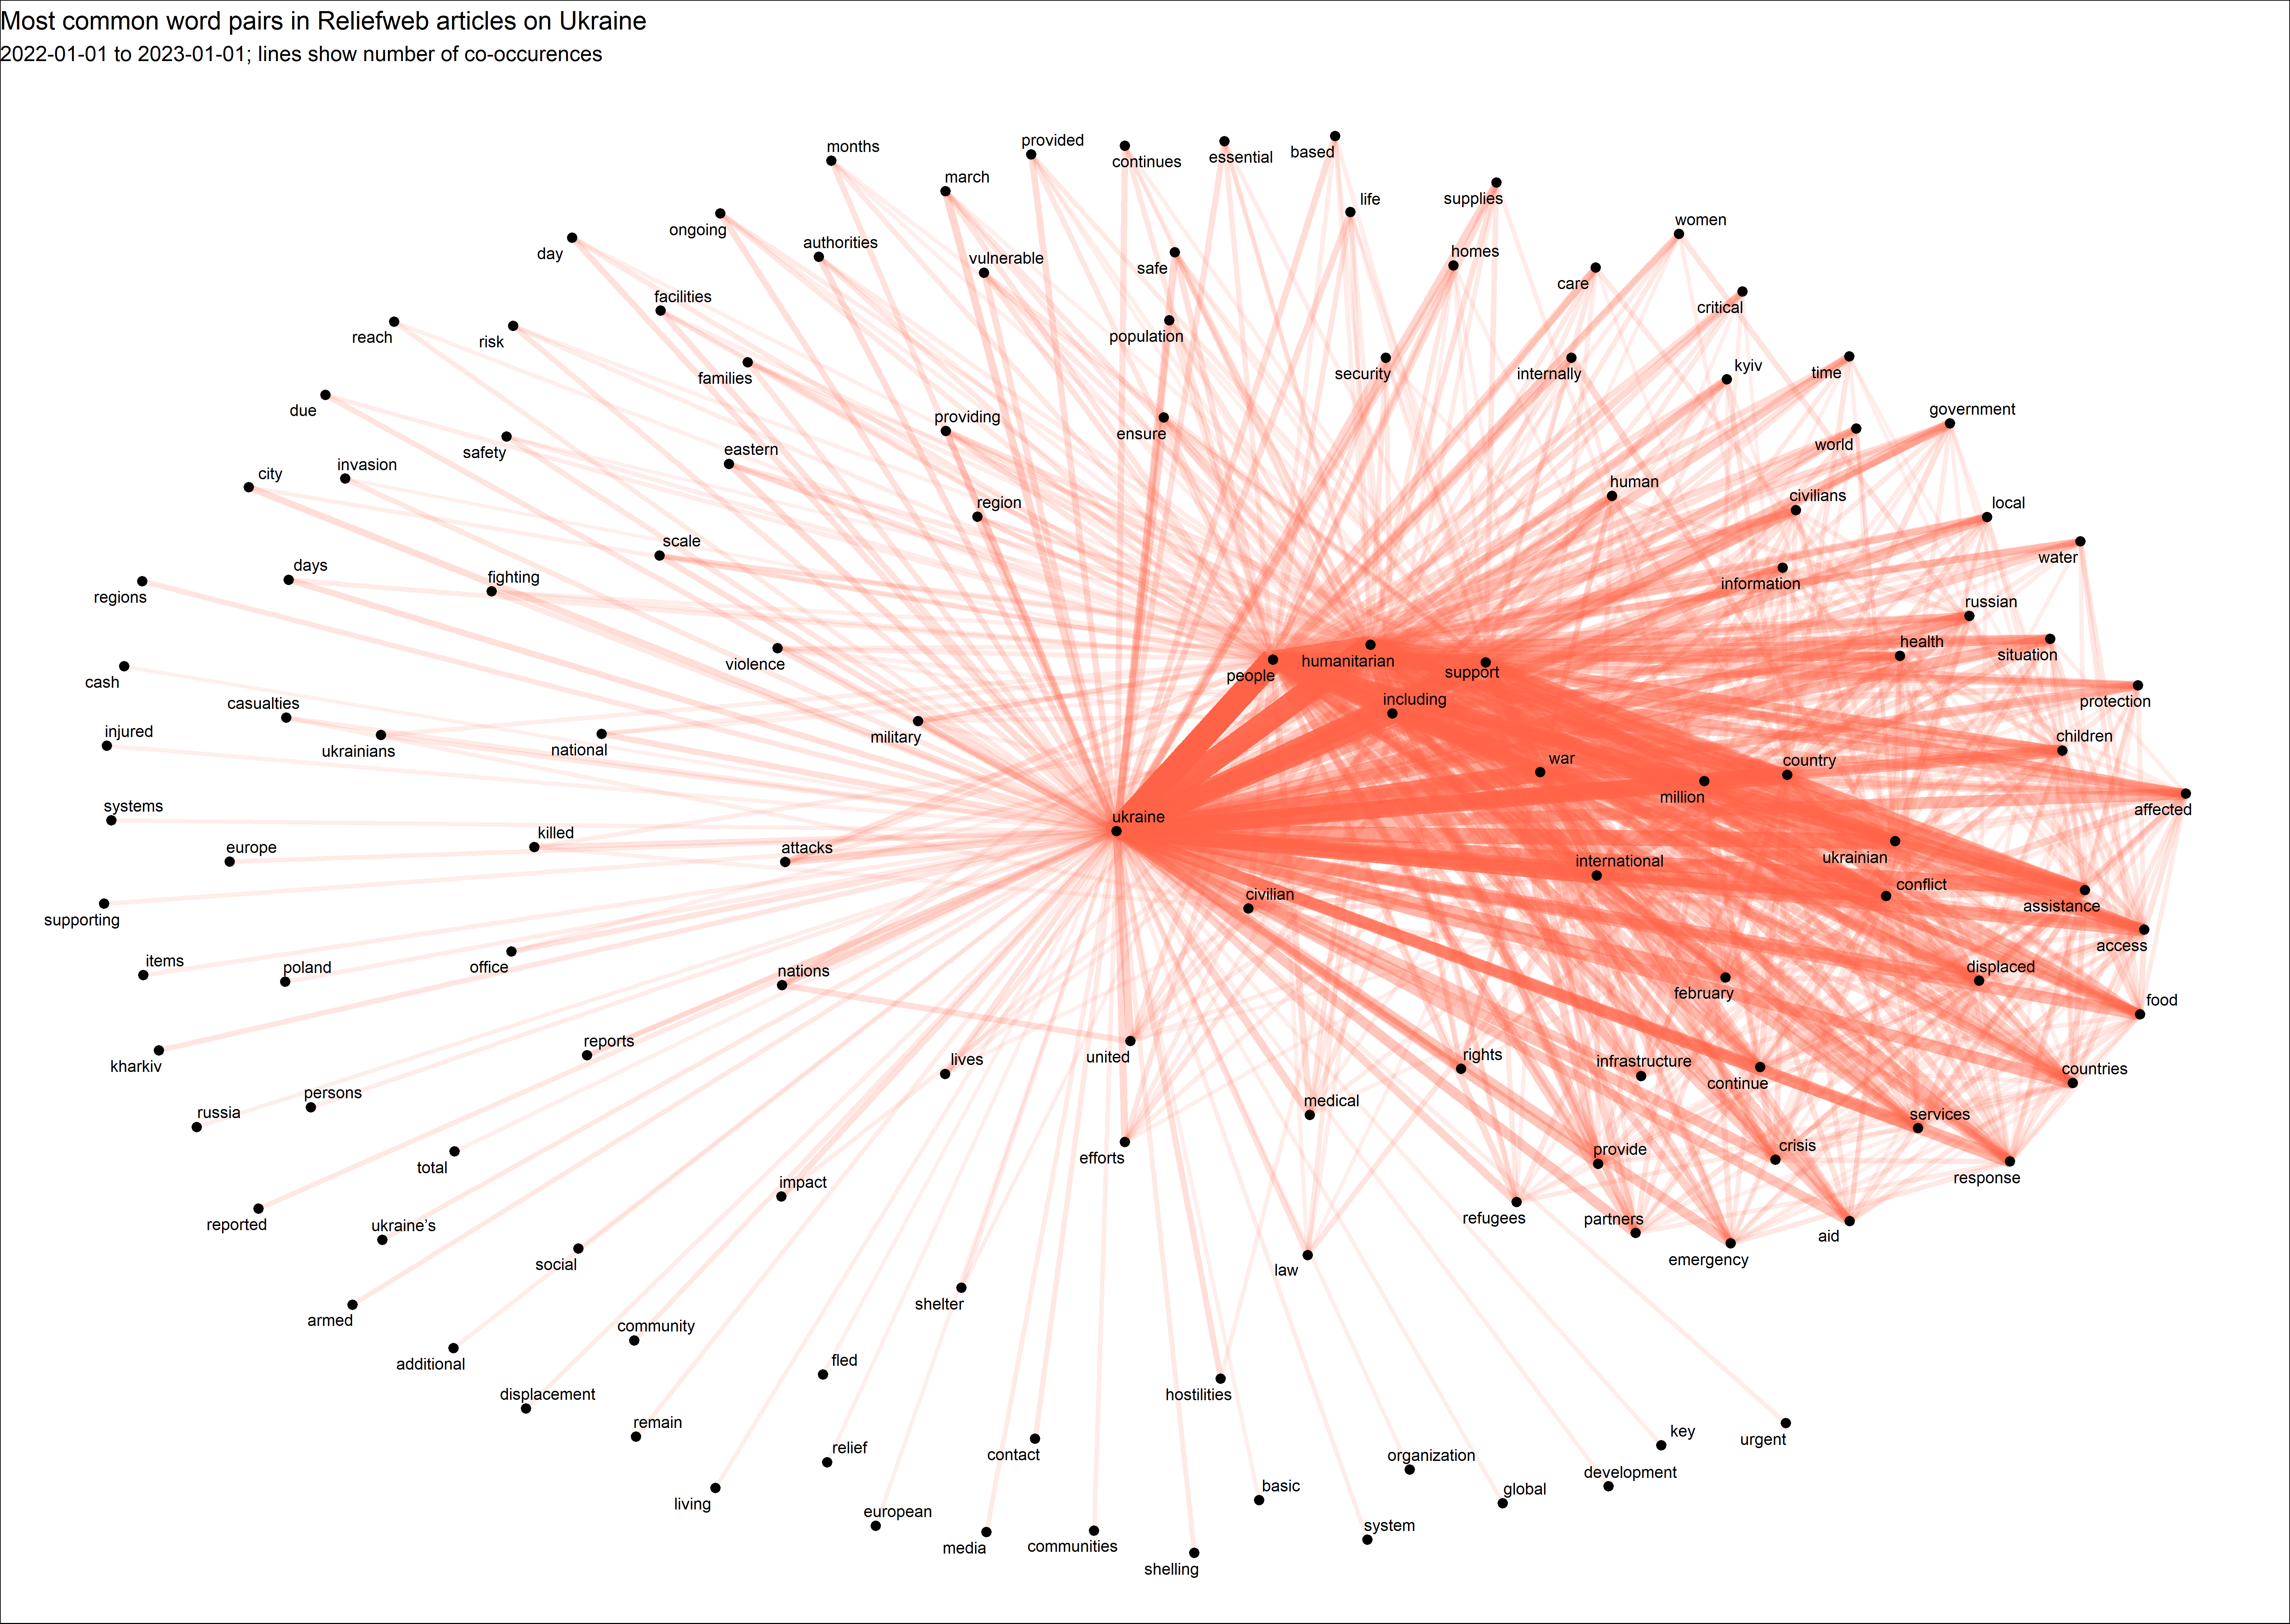 Most common word pairs in Reliefweb articles on Ukraine
2022-01-01 to 2023-01-01; lines show number of co-occurences
months
provided
continues
essential
based
march
life
supplies
ongoing
women
day
authorities
vulnerable
safe
homes
care
facilities
critical
reach
risk
population
families
security
internally
kyiv
time
due
providing
ensure
government
safety
eastern
world
city
invasion
region
human
civilians
local
scale
water
regions
days
fighting
information
russian
violence
people
humanitarian
support
health
situation
cash
casualties
including
protection
injured
ukrainians
national
military
war
country
children
million
systems
ukraine
affected
europe
killed
attacks
international
ukrainian
supporting
civilian
conflict
assistance
access
items
poland
office
nations
displaced
february
food
kharkiv
reports
lives
united
rights
infrastructure
continue
countries
russia
persons
medical
services
total
efforts
provide
crisis
response
reported
ukraine’s
impact
refugees
partners
aid
social
law
emergency
armed
shelter
additional
community
fled
displacement
hostilities
remain
relief
contact
organization
key
urgent
living
european
basic
global
development
media
communities
system
shelling